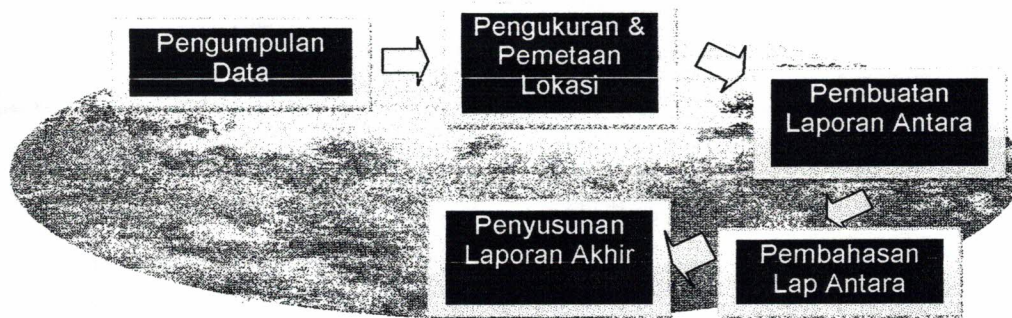 Pengumpulan
Data
Pengukuran &
Pemetaan
Lokasi
Pembuatan
Laporan Antara
Pembahasan
Lap Antara
Penyusunan
Laporan Akhir